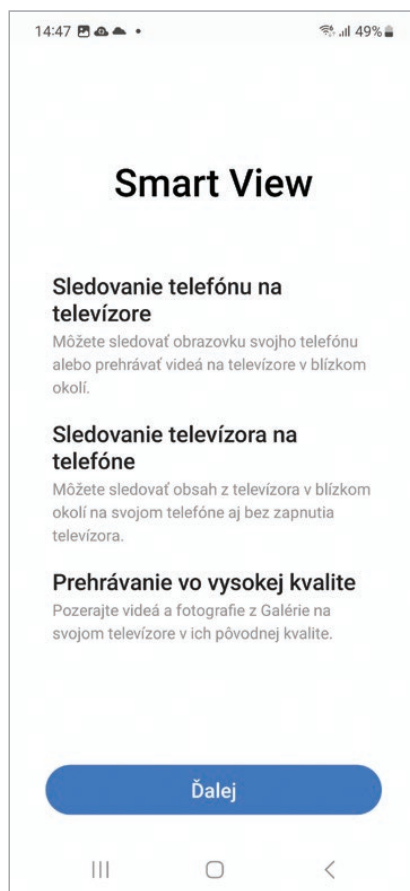 14:47
49%
Smart View
Sledovanie telefónu na
televízore
Môžete sledovať obrazovku svojho telefónu
alebo prehrávať videá na televízore v blízkom
okolí.
Sledovanie televízora na
telefóne
Môžete sledovať obsah z televízora v blízkom
okolí na svojom telefóne aj bez zapnutia
televízora.
Prehrávanie vo vysokej kvalite
Pozerajte videá a fotografie z Galérie na
svojom televízore v ich pôvodnej kvalite.
Ďalej